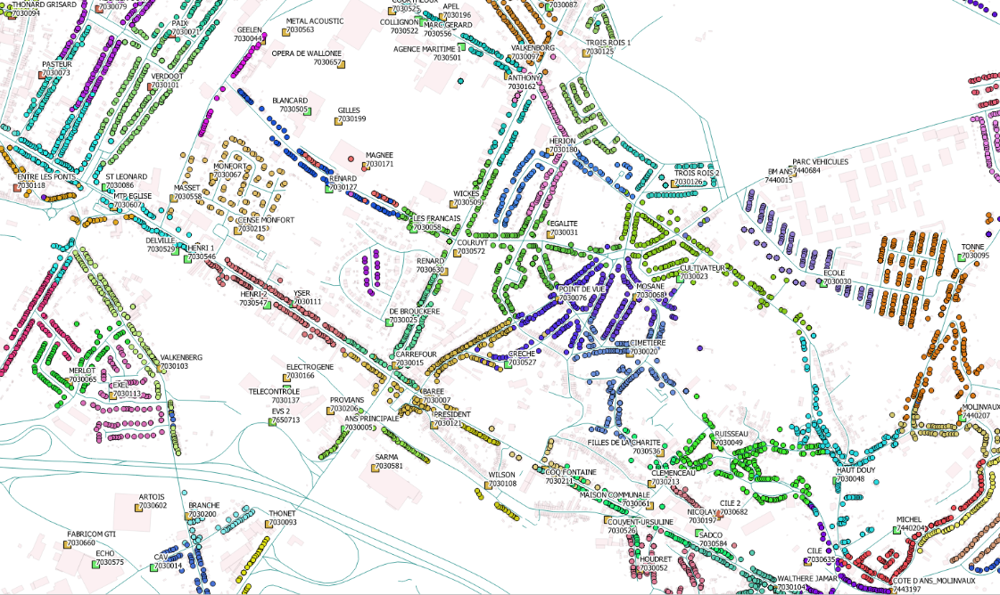 THONARD GRISARD
7030094
7030079
PAIX
7030071
GEELEN
7030044
METAL ACOUSTIC
7030563
OPERA DE WALLONIE
7030657
7030525
COLLIGNON
7030522
APEL
7030196
MARC GERARD
7030556
AGENCE MARITIME 1
7030501
7030087
VALKENBORG
7030097
TROIS ROIS 1
7030125
PASTEUR
7030073
VERDOOT
7030101
ANTHONY
7030162
BLANCARD
7030505
GILLES
7030199
HERION
7030180
MAGNEE
7030171
MONFORT
7030067
RENARD
7030127
TROIS ROIS 2
7030126
PARC VEHICULES
7440684
BM ANS
7440015
ENTRE LES PONTS
7030118
ST LEONARD
7030086
MTP EGLISE
7030607
MASSET
7030558
WICKES
7030509
CENSE MONFORT
7030215
LES FRANCAIS
7030058
EGALITE
7030031
DELVILLE
7030529
HENRI 1
7030546
COLRUYT
7030572
TONNE
7030095
RENARD
7030630
CULTIVATEUR
7030023
ECOLE
7030030
HENRI 2
7030547
YSER
7030111
POINT DE VUE
7030076
MOSANE
7030068
DE BROUCKERE
7030025
CIMETIERE
7030020
VALKENBERG
7030103
CARREFOUR
7030015
CRECHE
7030527
MERLOT
7030065
EXEL
7030113
ELECTROGENE
7030166
TELECONTROLE
7030137
EVS 2
7650713
PROVIANS
7030206
BAREE
7030007
ANS PRINCIPALE
7030005
PRESIDENT
7030121
MOLINVAUX
7440207
RUISSEAU
7030049
FILLES DE LA CHARITE
7030536
SARMA
7030581
WILSON
7030108
COQ FONTAINE
7030211
CLEMENCEAU
7030213
HAUT DOUY
7030048
MAISON COMMUNALE
7030061
CILE 2
7030682
NICOLAY
7030197
ARTOIS
7030602
BRANCHE
7030200
THONET
7030093
COUVENT URSULINE
7030526
SADCO
7030584
MICHEL
7440204
FABRICOM GTI
7030660
ECHO
7030575
CAV
7030014
HOUDRET
7030052
CILE
7030635
WALTHERE JAMAR
7030104
COTE D ANS_MOLINVAUX
7443197